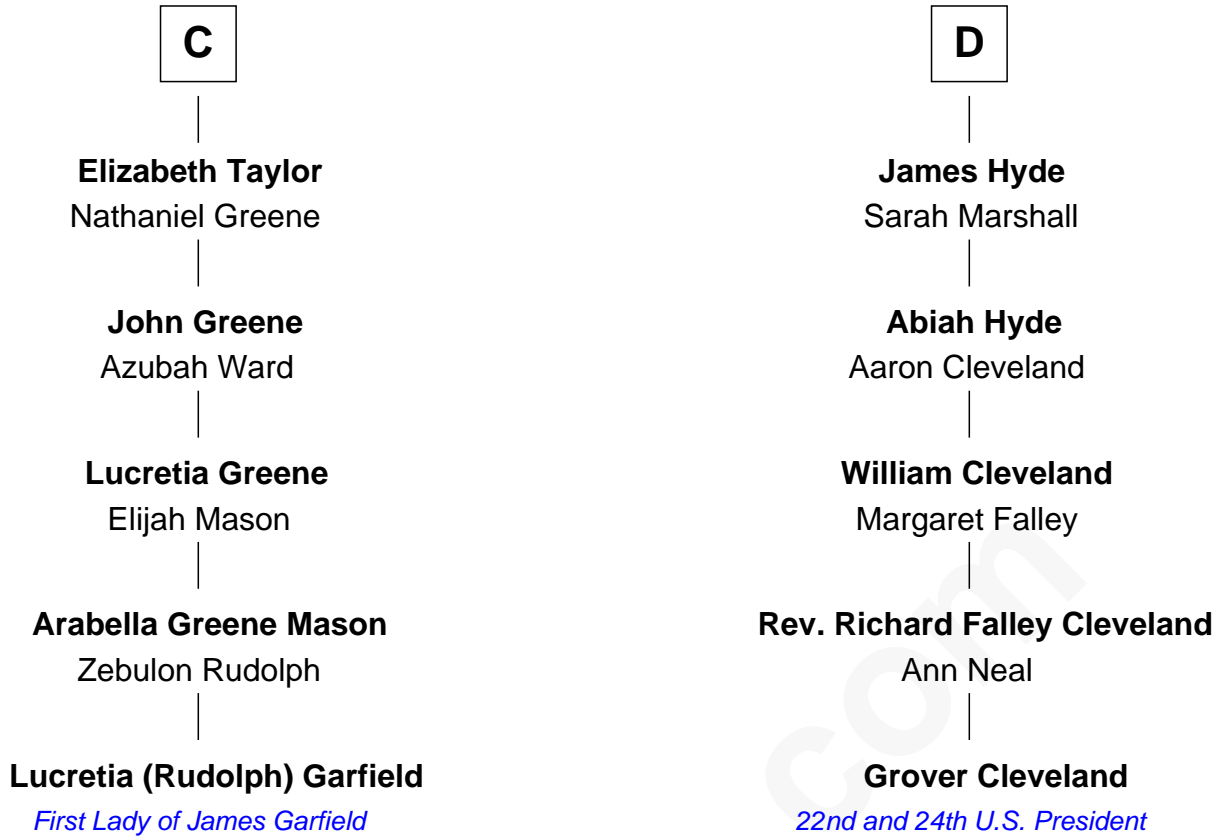 C
Elizabeth Taylor
Nathaniel Greene
John Greene
Azubah Ward
Lucretia Greene
Elijah Mason
Arabella Greene Mason
Zebulon Rudolph
Lucretia (Rudolph) Garfield
First Lady of James Garfield
D
James Hyde
Sarah Marshall
Abiah Hyde
Aaron Cleveland
William Cleveland
Margaret Falley
Rev. Richard Falley Cleveland
Ann Neal
Grover Cleveland
22nd and 24th U.S. President
com